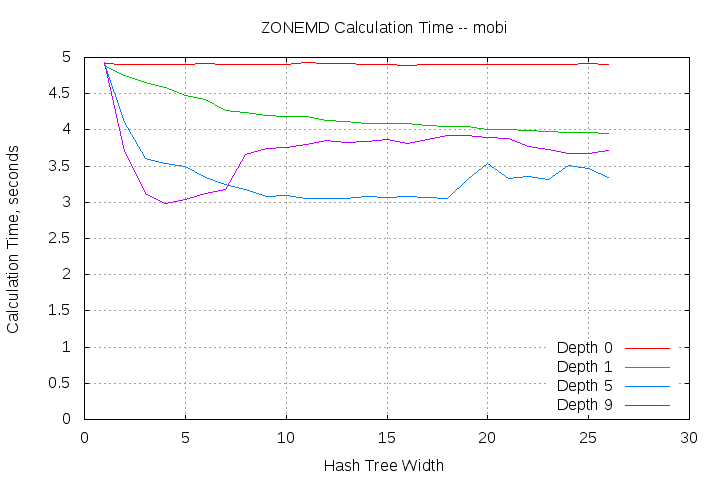 ZONEMD Calculation Time -- mobi
5
4.5
4
3.5
3
2.5
2
1.5
1
0.5
0
Calculation Time, seconds
Depth 0
Depth 1
Depth 5
Depth 9
0 5 10 15 20 25 30
Hash Tree Width